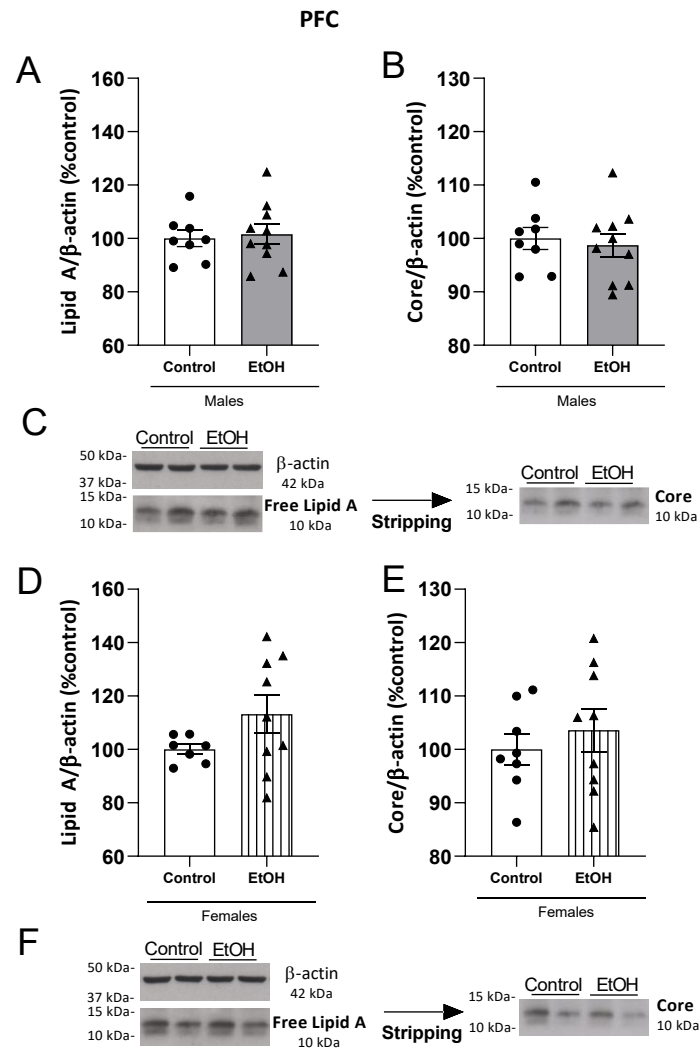 PFC
A
Lipid A/β-actin (%control)
160
140
120
100
80
60
Control
EtOH
Males
B
Core/β-actin (%control)
130
120
110
100
90
80
Control
EtOH
Males
C
Control
EtOH
50 kDa-
37 kDa-
15 kDa-
10 kDa-
β-actin
42 kDa
Free Lipid A
10 kDa
Stripping
Control
EtOH
15 kDa-
10 kDa-
Core
10 kDa
D
Lipid A/β-actin (%control)
160
140
120
100
80
60
Control
EtOH
Females
E
Core/β-actin (%control)
130
120
110
100
90
80
Control
EtOH
Females
F
Control
EtOH
50 kDa-
37 kDa-
15 kDa-
10 kDa-
β-actin
42 kDa
Free Lipid A
10 kDa
Stripping
Control
EtOH
15 kDa-
10 kDa-
Core
10 kDa